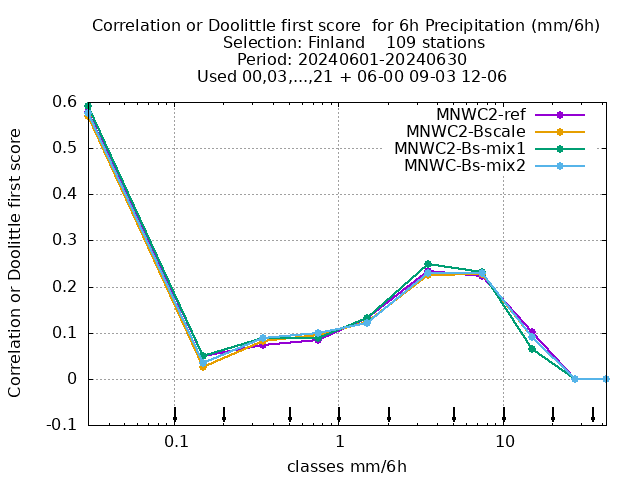 Correlation or Doolittle first score  for 6h Precipitation (mm/6h)
Selection: Finland    109 stations
Period: 20240601-20240630
Used 00,03,...,21 + 06-00 09-03 12-06
MNWC2-ref
MNWC2-Bscale
MNWC2-Bs-mix1
MNWC-Bs-mix2
Correlation or Doolittle first score
0.6
0.5
0.4
0.3
0.2
0.1
0
-0.1
0.1 1 10
classes mm/6h